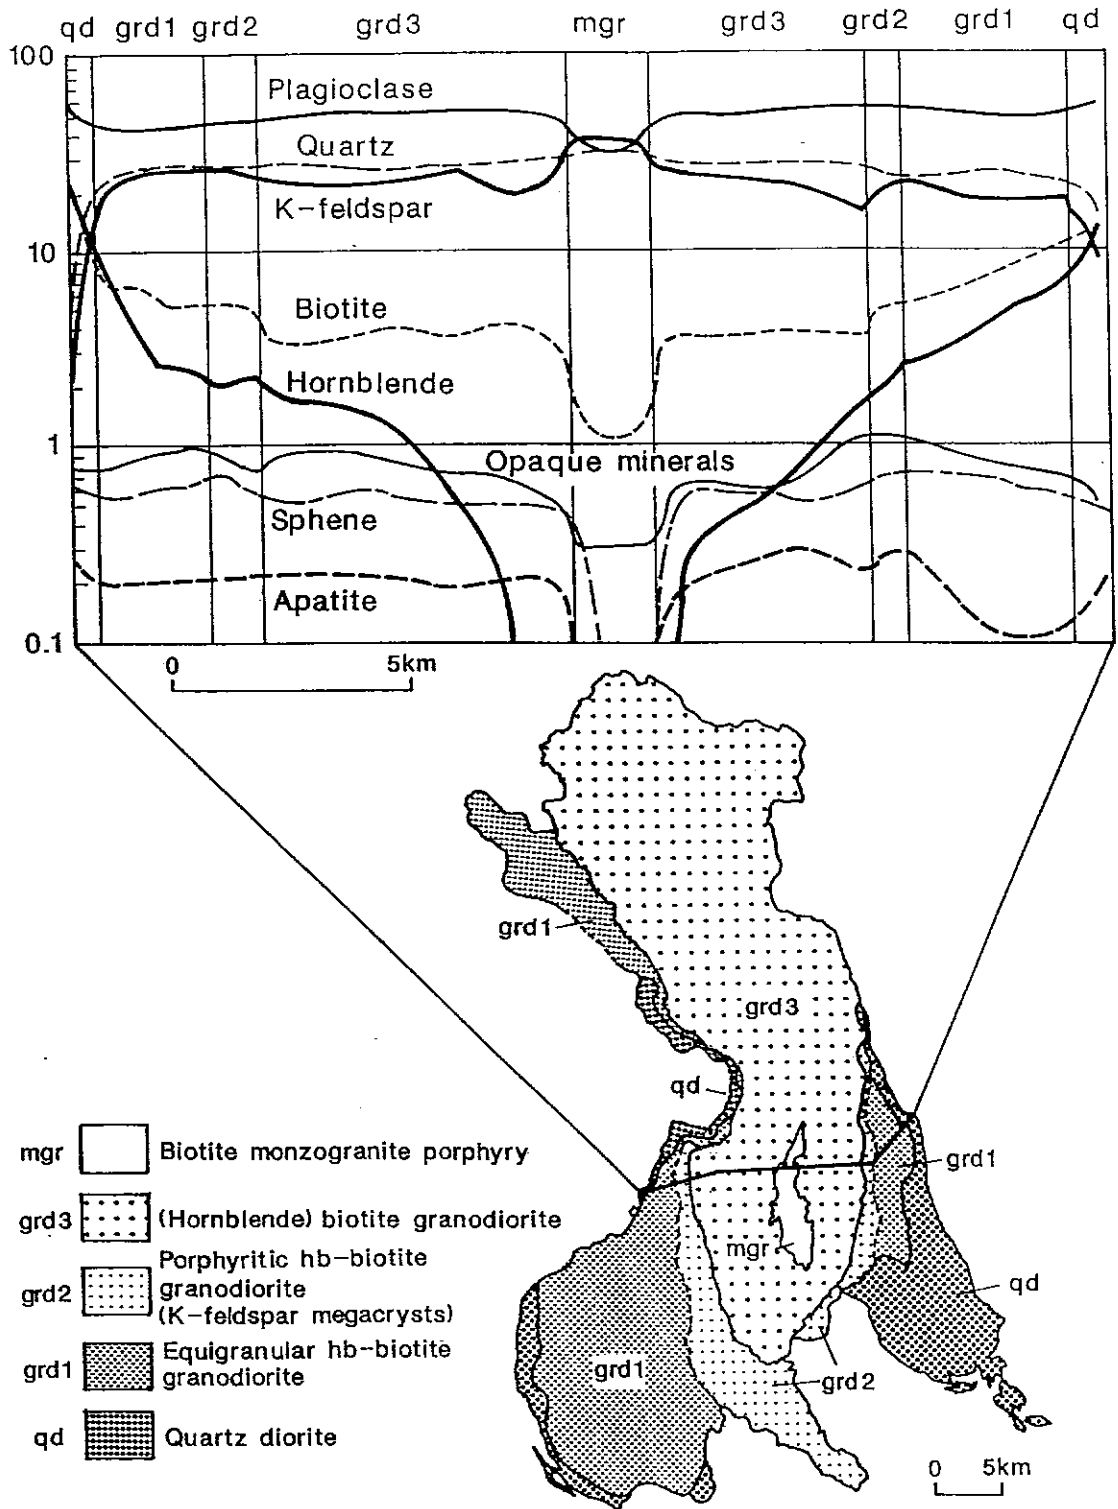 qd grd1 grd2 grd3 mgr grd3 grd2 grd1 qd
100
Plagioclase
Quartz
K-feldspar
10
Biotite
Hornblende
1
Opaque minerals
Sphene
Apatite
0.1
0 5km
grd1
grd3
qd
grd1
mgr
qd
grd1
grd2
mgr Biotite monzogranite porphyry
grd3 (Hornblende) biotite granodiorite
grd2 Porphyritic hb-biotite
granodiorite
(K-feldspar megacrysts)
grd1 Equigranular hb-biotite
granodiorite
qd Quartz diorite
0 5km